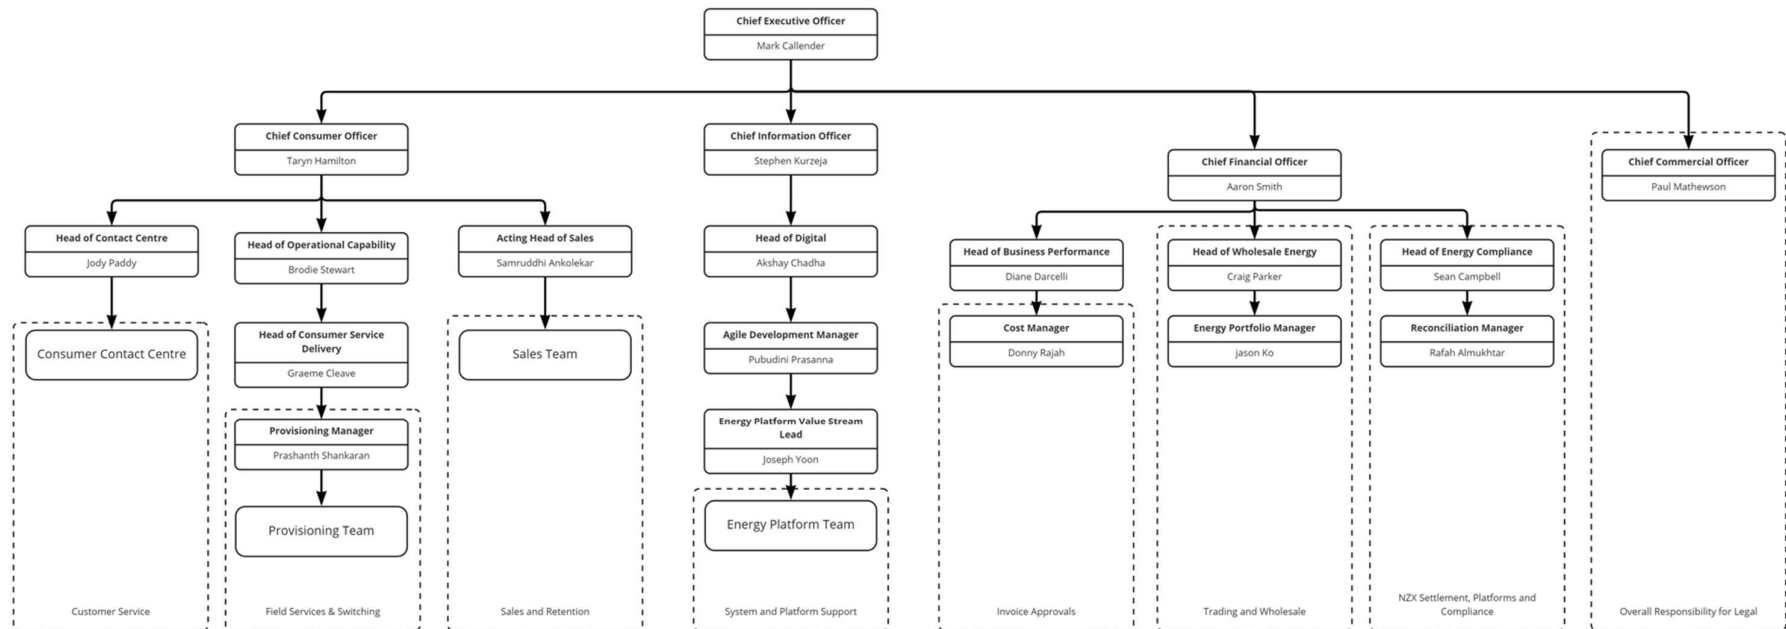 Chief Executive Officer
Mark Callender
Chief Consumer Officer
Taryn Hamilton
Chief Information Officer
Stephen Kurzeja
Chief Financial Officer
Aaron Smith
Chief Commercial Officer
Paul Mathewson
Head of Contact Centre
Jody Paddy
Head of Operational Capability
Brodie Stewart
Acting Head of Sales
Samruddhi Ankolekar
Head of Digital
Akshay Chadha
Head of Business Performance
Diane Darcelli
Head of Wholesale Energy
Craig Parker
Head of Energy Compliance
Sean Campbell
Consumer Contact Centre
Head of Consumer Service
Delivery
Graeme Cleave
Sales Team
Agile Development Manager
Pubudini Prasanna
Cost Manager
Donny Rajah
Energy Portfolio Manager
jason Ko
Reconciliation Manager
Rafah Almukhtar
Provisioning Manager
Prashanth Shankaran
Energy Platform Value Stream
Lead
Joseph Yoon
Provisioning Team
Energy Platform Team
Customer Service
Field Services & Switching
Sales and Retention
System and Platform Support
Invoice Approvals
Trading and Wholesale
NZX Settlement, Platforms and
Compliance
Overall Responsibility for Legal